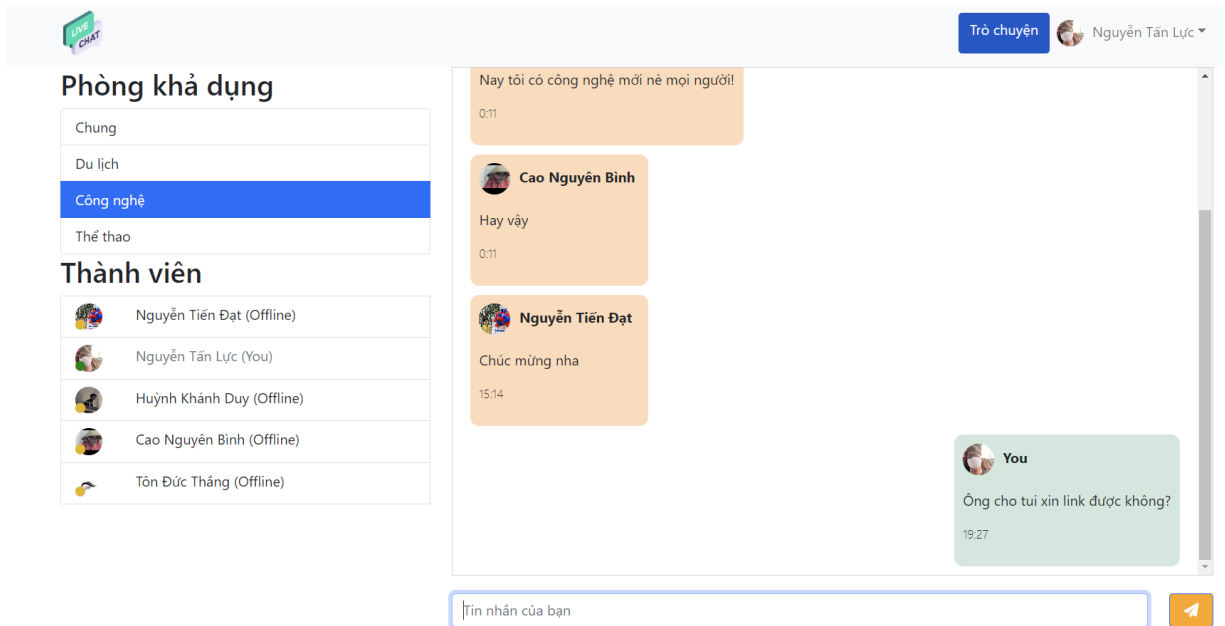 LIVE
CHAT
Trò chuyện
Nguyễn Tấn Lực
Phòng khả dụng
Chung
Du lịch
Công nghệ
Thể thao
Thành viên
Nguyễn Tiến Đạt (Offline)
Nguyễn Tấn Lực (You)
Huỳnh Khánh Duy (Offline)
Cao Nguyên Bình (Offline)
Tôn Đức Thắng (Offline)
Nay tôi có công nghệ mới nè mọi người!
0:11
Cao Nguyên Bình
Hay vậy
0:11
Nguyễn Tiến Đạt
Chúc mừng nha
15:14
You
Ông cho tui xin link được không?
19:27
Tin nhắn của bạn